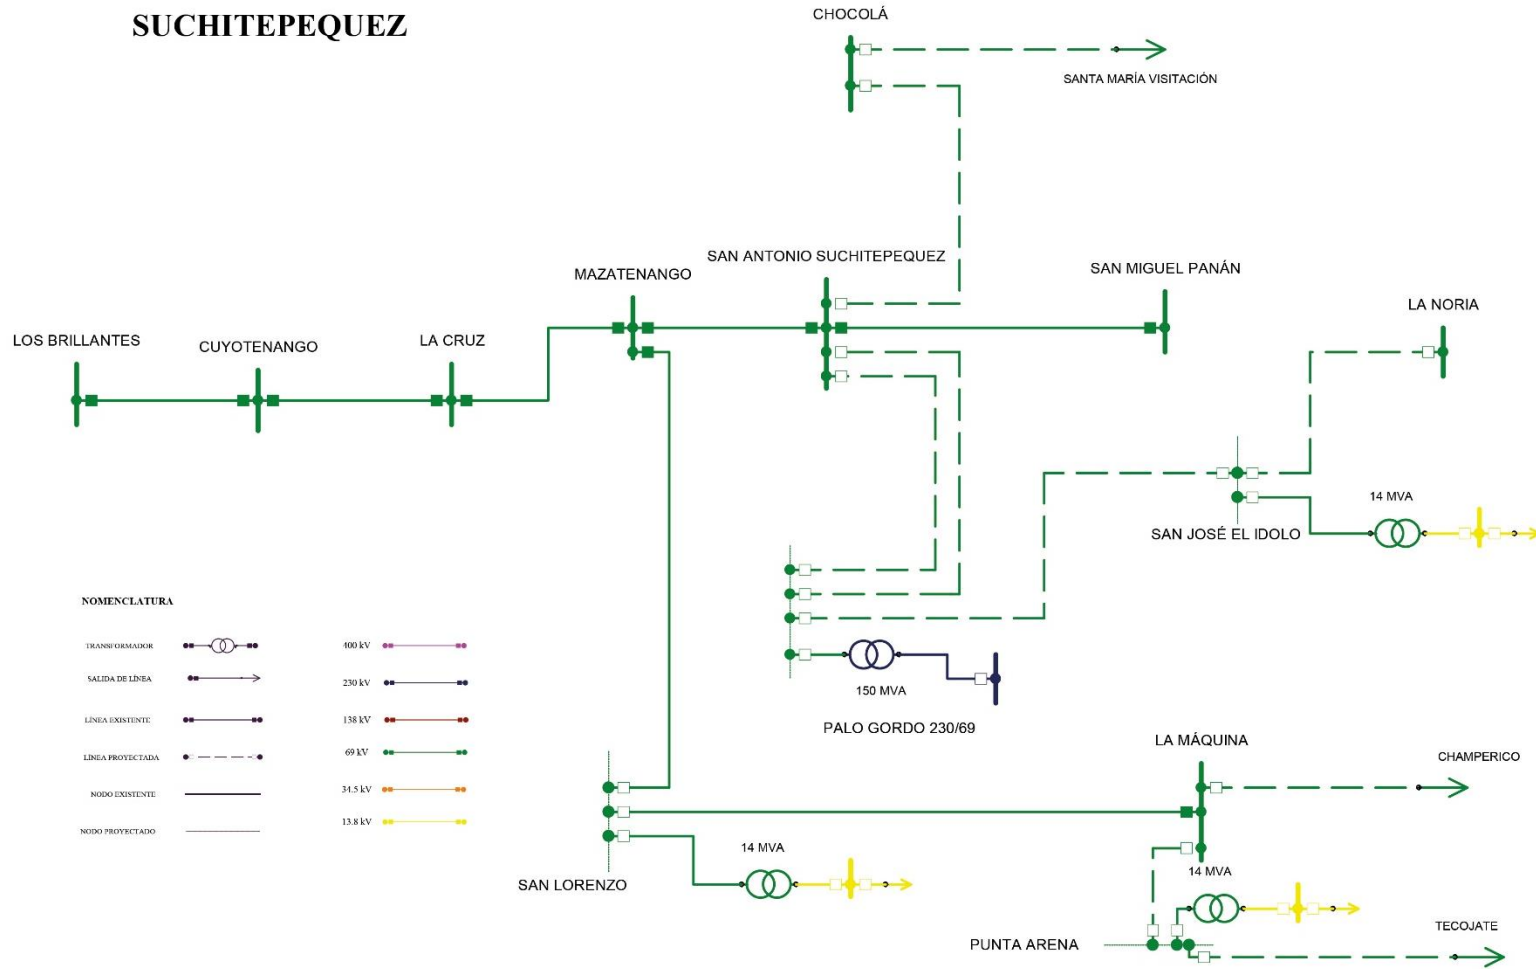 SUCHITEPEQUEZ
CHOCOLÁ
SANTA MARÍA VISITACIÓN
SAN ANTONIO SUCHITEPEQUEZ
MAZATENANGO
SAN MIGUEL PANÁN
LA NORIA
LOS BRILLANTES
CUYOTENANGO
LA CRUZ
14 MVA
SAN JOSÉ EL IDOLO
NOMENCLATURA
TRANSFORMADOR
SALIDA DE LÍNEA
LÍNEA EXISTENTE
LÍNEA PROYECTADA
NODO EXISTENTE
NODO PROYECTADO
400 kV
230 kV
138 kV
69 kV
34.5 kV
13.8 kV
150 MVA
PALO GORDO 230/69
LA MÁQUINA
CHAMPERICO
14 MVA
SAN LORENZO
14 MVA
PUNTA ARENA
TECOJATE